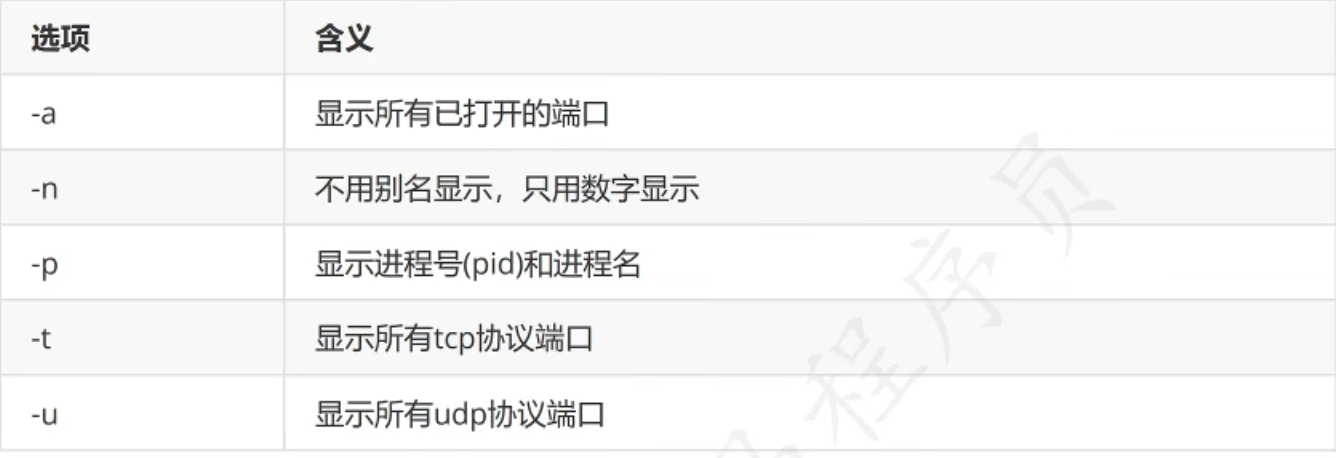 选项 含义
-a 显示所有已打开的端口
-n 不用别名显示，只用数字显示
-p 显示进程号(pid)和进程名
-t 显示所有tcp协议端口
-u 显示所有udp协议端口
程序员